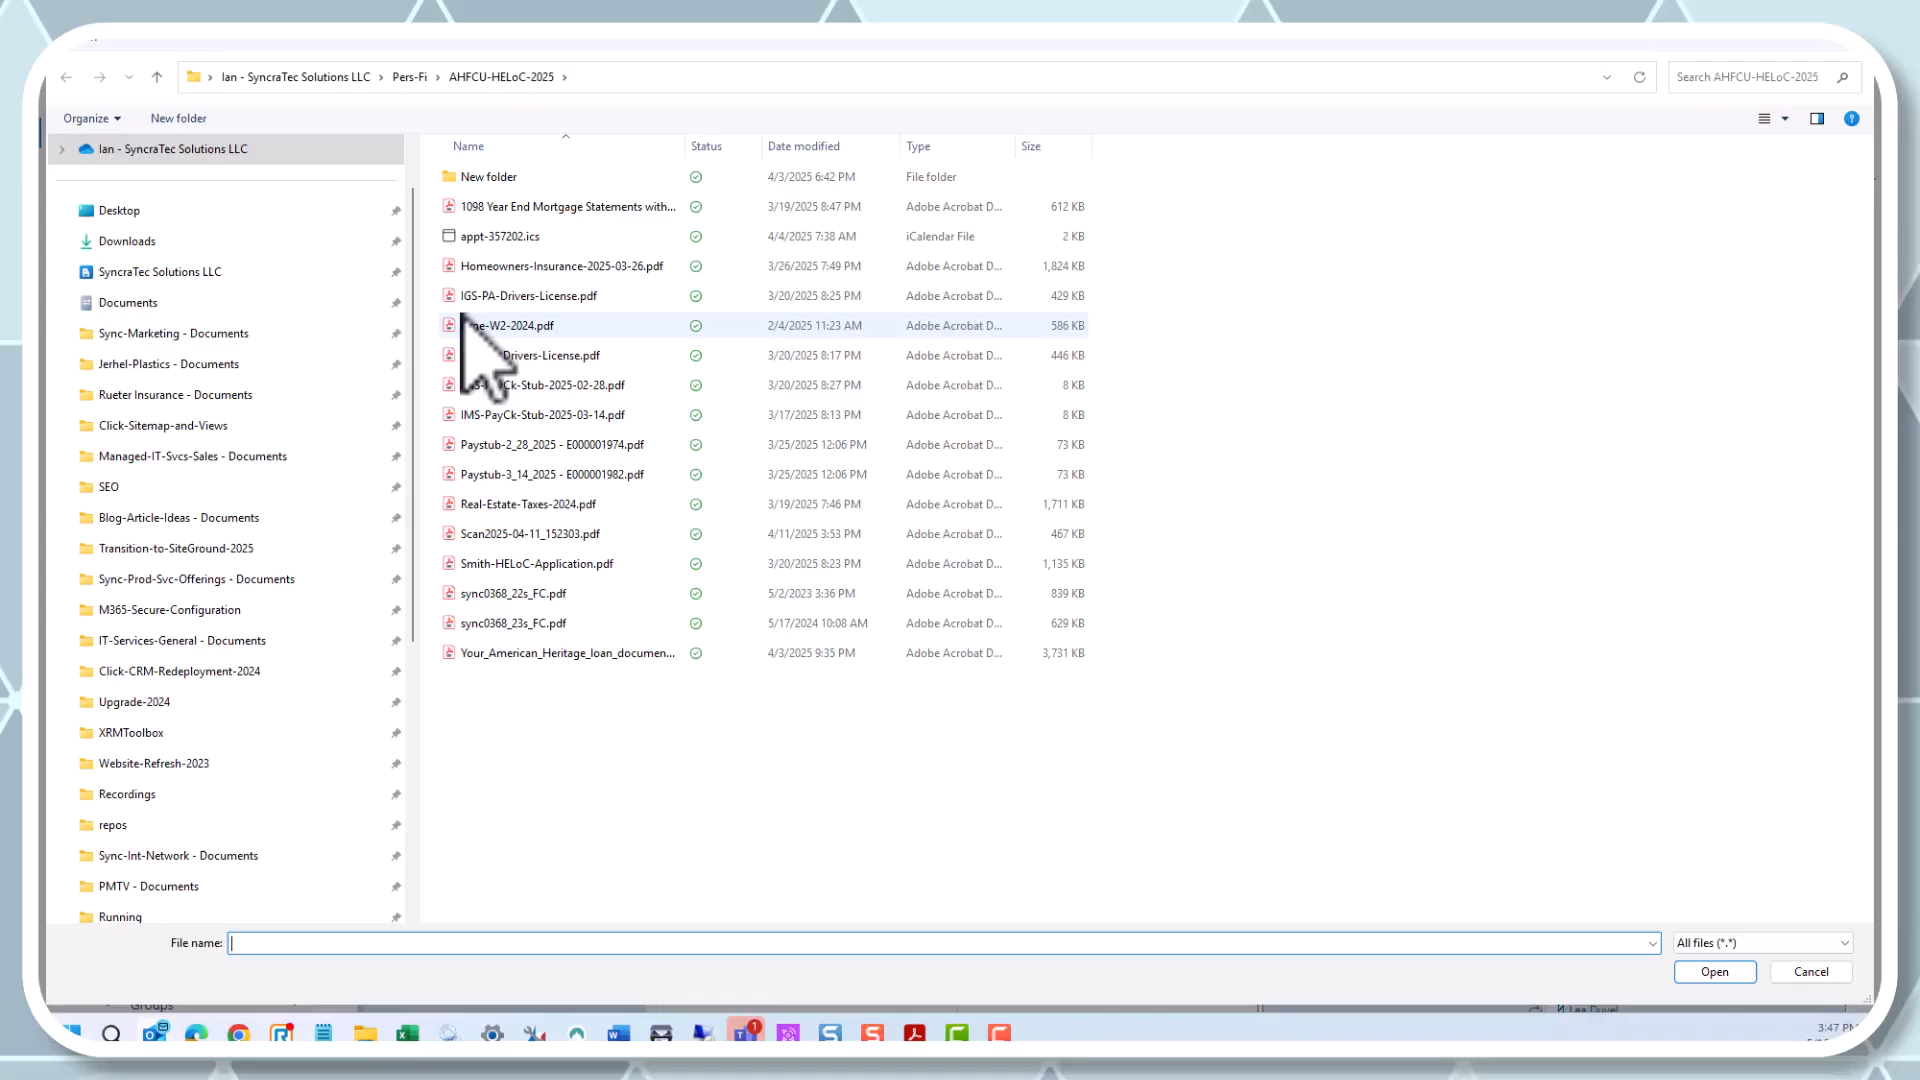 Ian - SyncraTec Solutions LLC > Pers-Fi > AHFCU-HELoC-2025 >
Search AHFCU-HELoC-2025
Organize
New folder
Ian - SyncraTec Solutions LLC
Desktop
Downloads
SyncraTec Solutions LLC
Documents
Sync-Marketing - Documents
Jerhel-Plastics - Documents
Rueter Insurance - Documents
Click-Sitemap-and-Views
Managed-IT-Svcs-Sales - Documents
SEO
Blog-Article-Ideas - Documents
Transition-to-SiteGround-2025
Sync-Prod-Svc-Offerings - Documents
M365-Secure-Configuration
IT-Services-General - Documents
Click-CRM-Redeployment-2024
Upgrade-2024
XRMToolbox
Website-Refresh-2023
Recordings
repos
Sync-Int-Network - Documents
PMTV - Documents
Running
Name Status Date modified Type Size
New folder 4/3/2025 6:42 PM File folder
1098 Year End Mortgage Statements with... 3/19/2025 8:47 PM Adobe Acrobat D... 612 KB
appt-357202.ics 4/4/2025 7:38 AM iCalendar File 2 KB
Homeowners-Insurance-2025-03-26.pdf 3/26/2025 7:49 PM Adobe Acrobat D... 1,824 KB
IGS-PA-Drivers-License.pdf 3/20/2025 8:25 PM Adobe Acrobat D... 429 KB
-W2-2024.pdf 2/4/2025 11:23 AM Adobe Acrobat D... 586 KB
Drivers-License.pdf 3/20/2025 8:17 PM Adobe Acrobat D... 446 KB
Ck-Stub-2025-02-28.pdf 3/20/2025 8:27 PM Adobe Acrobat D... 8 KB
IMS-PayCk-Stub-2025-03-14.pdf 3/17/2025 8:13 PM Adobe Acrobat D... 8 KB
Paystub-2_28_2025 - E000001974.pdf 3/25/2025 12:06 PM Adobe Acrobat D... 73 KB
Paystub-3_14_2025 - E000001982.pdf 3/25/2025 12:06 PM Adobe Acrobat D... 73 KB
Real-Estate-Taxes-2024.pdf 3/19/2025 7:46 PM Adobe Acrobat D... 1,711 KB
Scan2025-04-11_152303.pdf 4/11/2025 3:53 PM Adobe Acrobat D... 467 KB
Smith-HELoC-Application.pdf 3/20/2025 8:23 PM Adobe Acrobat D... 1,135 KB
sync0368_22s_FC.pdf 5/2/2023 3:36 PM Adobe Acrobat D... 839 KB
sync0368_23s_FC.pdf 5/17/2024 10:08 AM Adobe Acrobat D... 629 KB
Your_American_Heritage_loan_documen... 4/3/2025 9:35 PM Adobe Acrobat D... 3,731 KB
File name:
All files (*.*)
Open
Cancel
Groups
3:47 PM